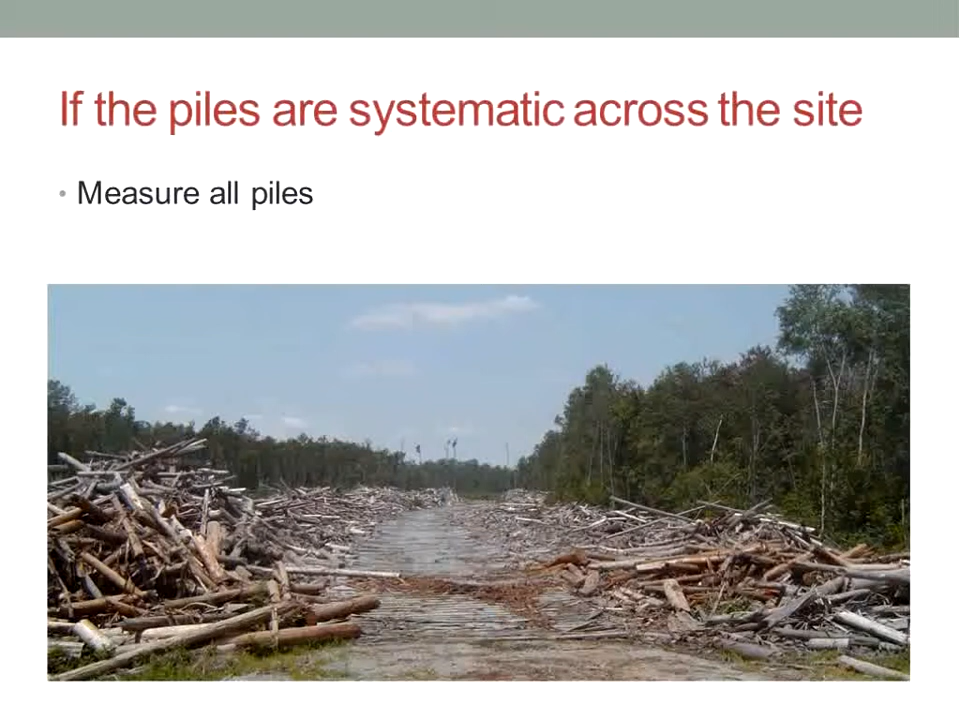 If the piles are systematic across the site
• Measure all piles